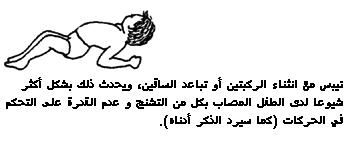 تيبس مع انثناء الركبتين أو تباعد الساقين، ويحدث ذلك بشكل أكثر
شيوعا لدى الطفل المصاب بكل من التشنج و عدم القدرة على التحكم
في الحركات (كما سيرد الذكر أدناه).